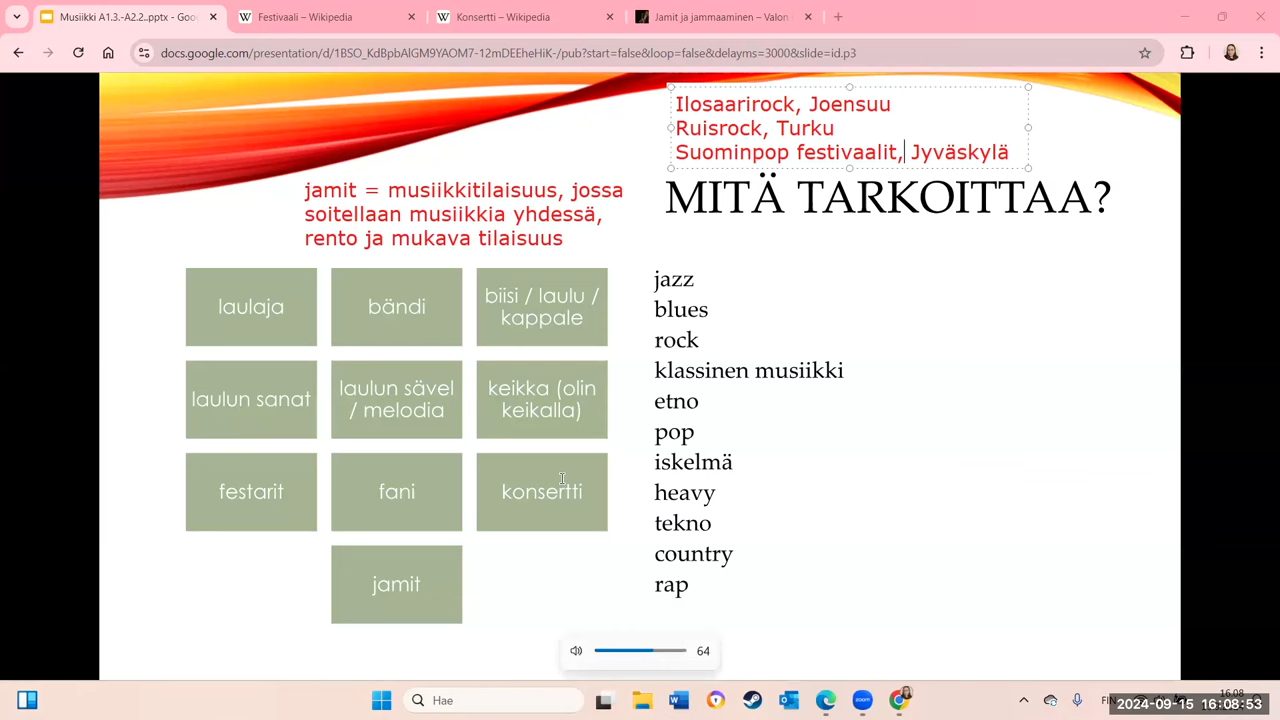 Musiikki A1.3.-A2.2..pptx - Goo
Festivaali – Wikipedia
Konsertti – Wikipedia
Jamit ja jammaaminen – Valon
docs.google.com/presentation/d/1BSO_KdBpbAlGM9YAOM7-12mDEEheHiK-/pub?start=false&loop=false&delayms=3000&slide=id.p3
Ilosaarirock, Joensuu
Ruisrock, Turku
Suominpop festivaalit, Jyväskylä
MITÄ TARKOITTAA?
jamit = musiikkitilaisuus, jossa
soitellaan musiikkia yhdessä,
rento ja mukava tilaisuus
laulaja
bändi
biisi / laulu /
kappale
laulun sanat
laulun sävel
/ melodia
keikka (olin
keikalla)
festarit
fani
konsertti
jamit
jazz
blues
rock
klassinen musiikki
etno
pop
iskelmä
heavy
tekno
country
rap
64
Hae
FIN
16.08
2024-09-15 16:08:53